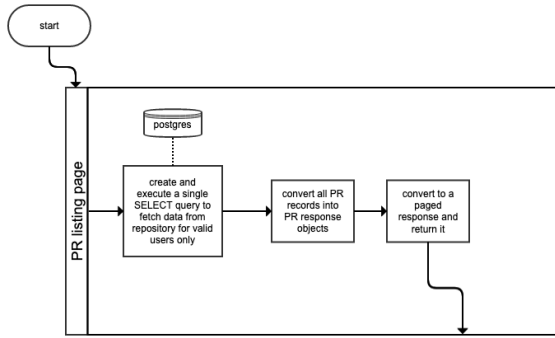 start
PR listing page
postgres
create and
execute a single
SELECT query to
fetch data from
repository for valid
users only
convert all PR
records into
PR response
objects
convert to a
paged
response and
return it